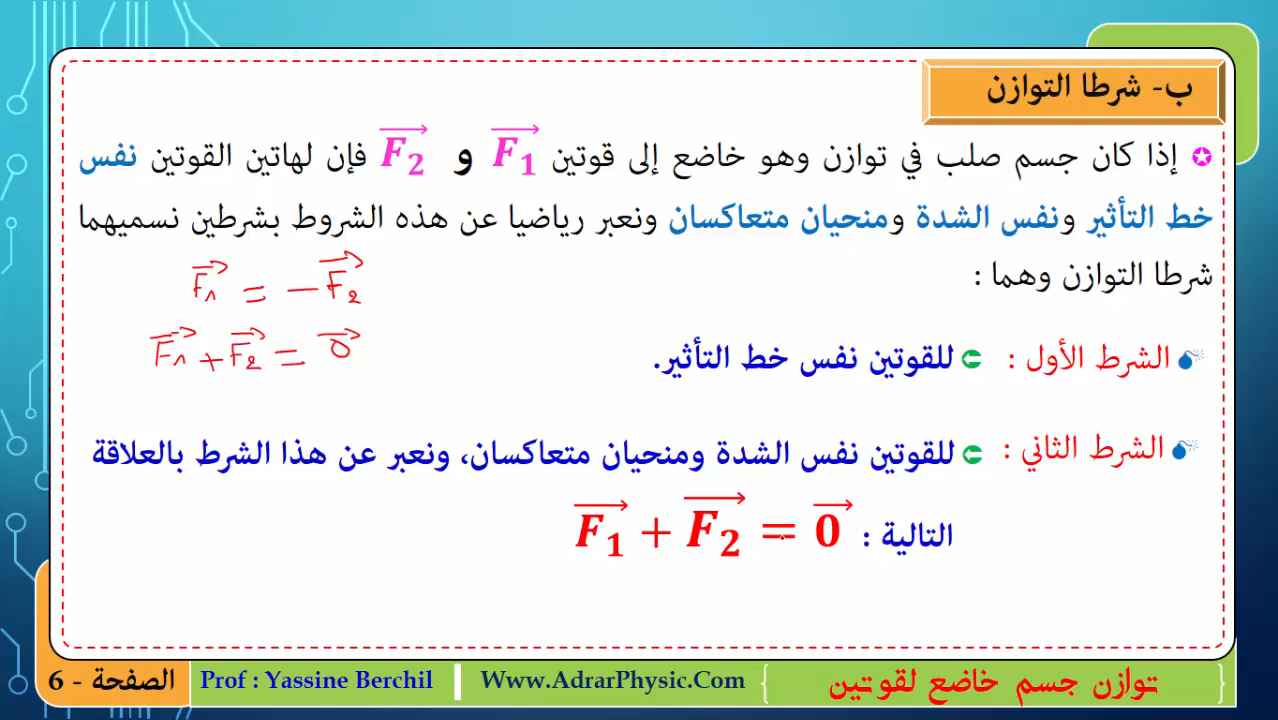 ب- شرطا التوازن
إذا كان جسم صلب في توازن وهو خاضع إلى قوتين F₁⃗ و F₂⃗ فإن لهاتين القوتين نفس
خط التأثير ونفس الشدة ومنحيان متعاكسان ونعبر رياضيا عن هذه الشروط بشرطين نسميهما
شرطا التوازن وهما :
F₁⃗ = −F₂⃗
F₁⃗ + F₂⃗ = 0⃗
الشرط الأول : للقوتين نفس خط التأثير.
الشرط الثاني : للقوتين نفس الشدة ومنحيان متعاكسان، ونعبر عن هذا الشرط بالعلاقة
التالية : F₁⃗ + F₂⃗ = 0⃗
توازن جسم خاضع لقوتين
Www.AdrarPhysic.Com
Prof : Yassine Berchil
الصفحة - 6